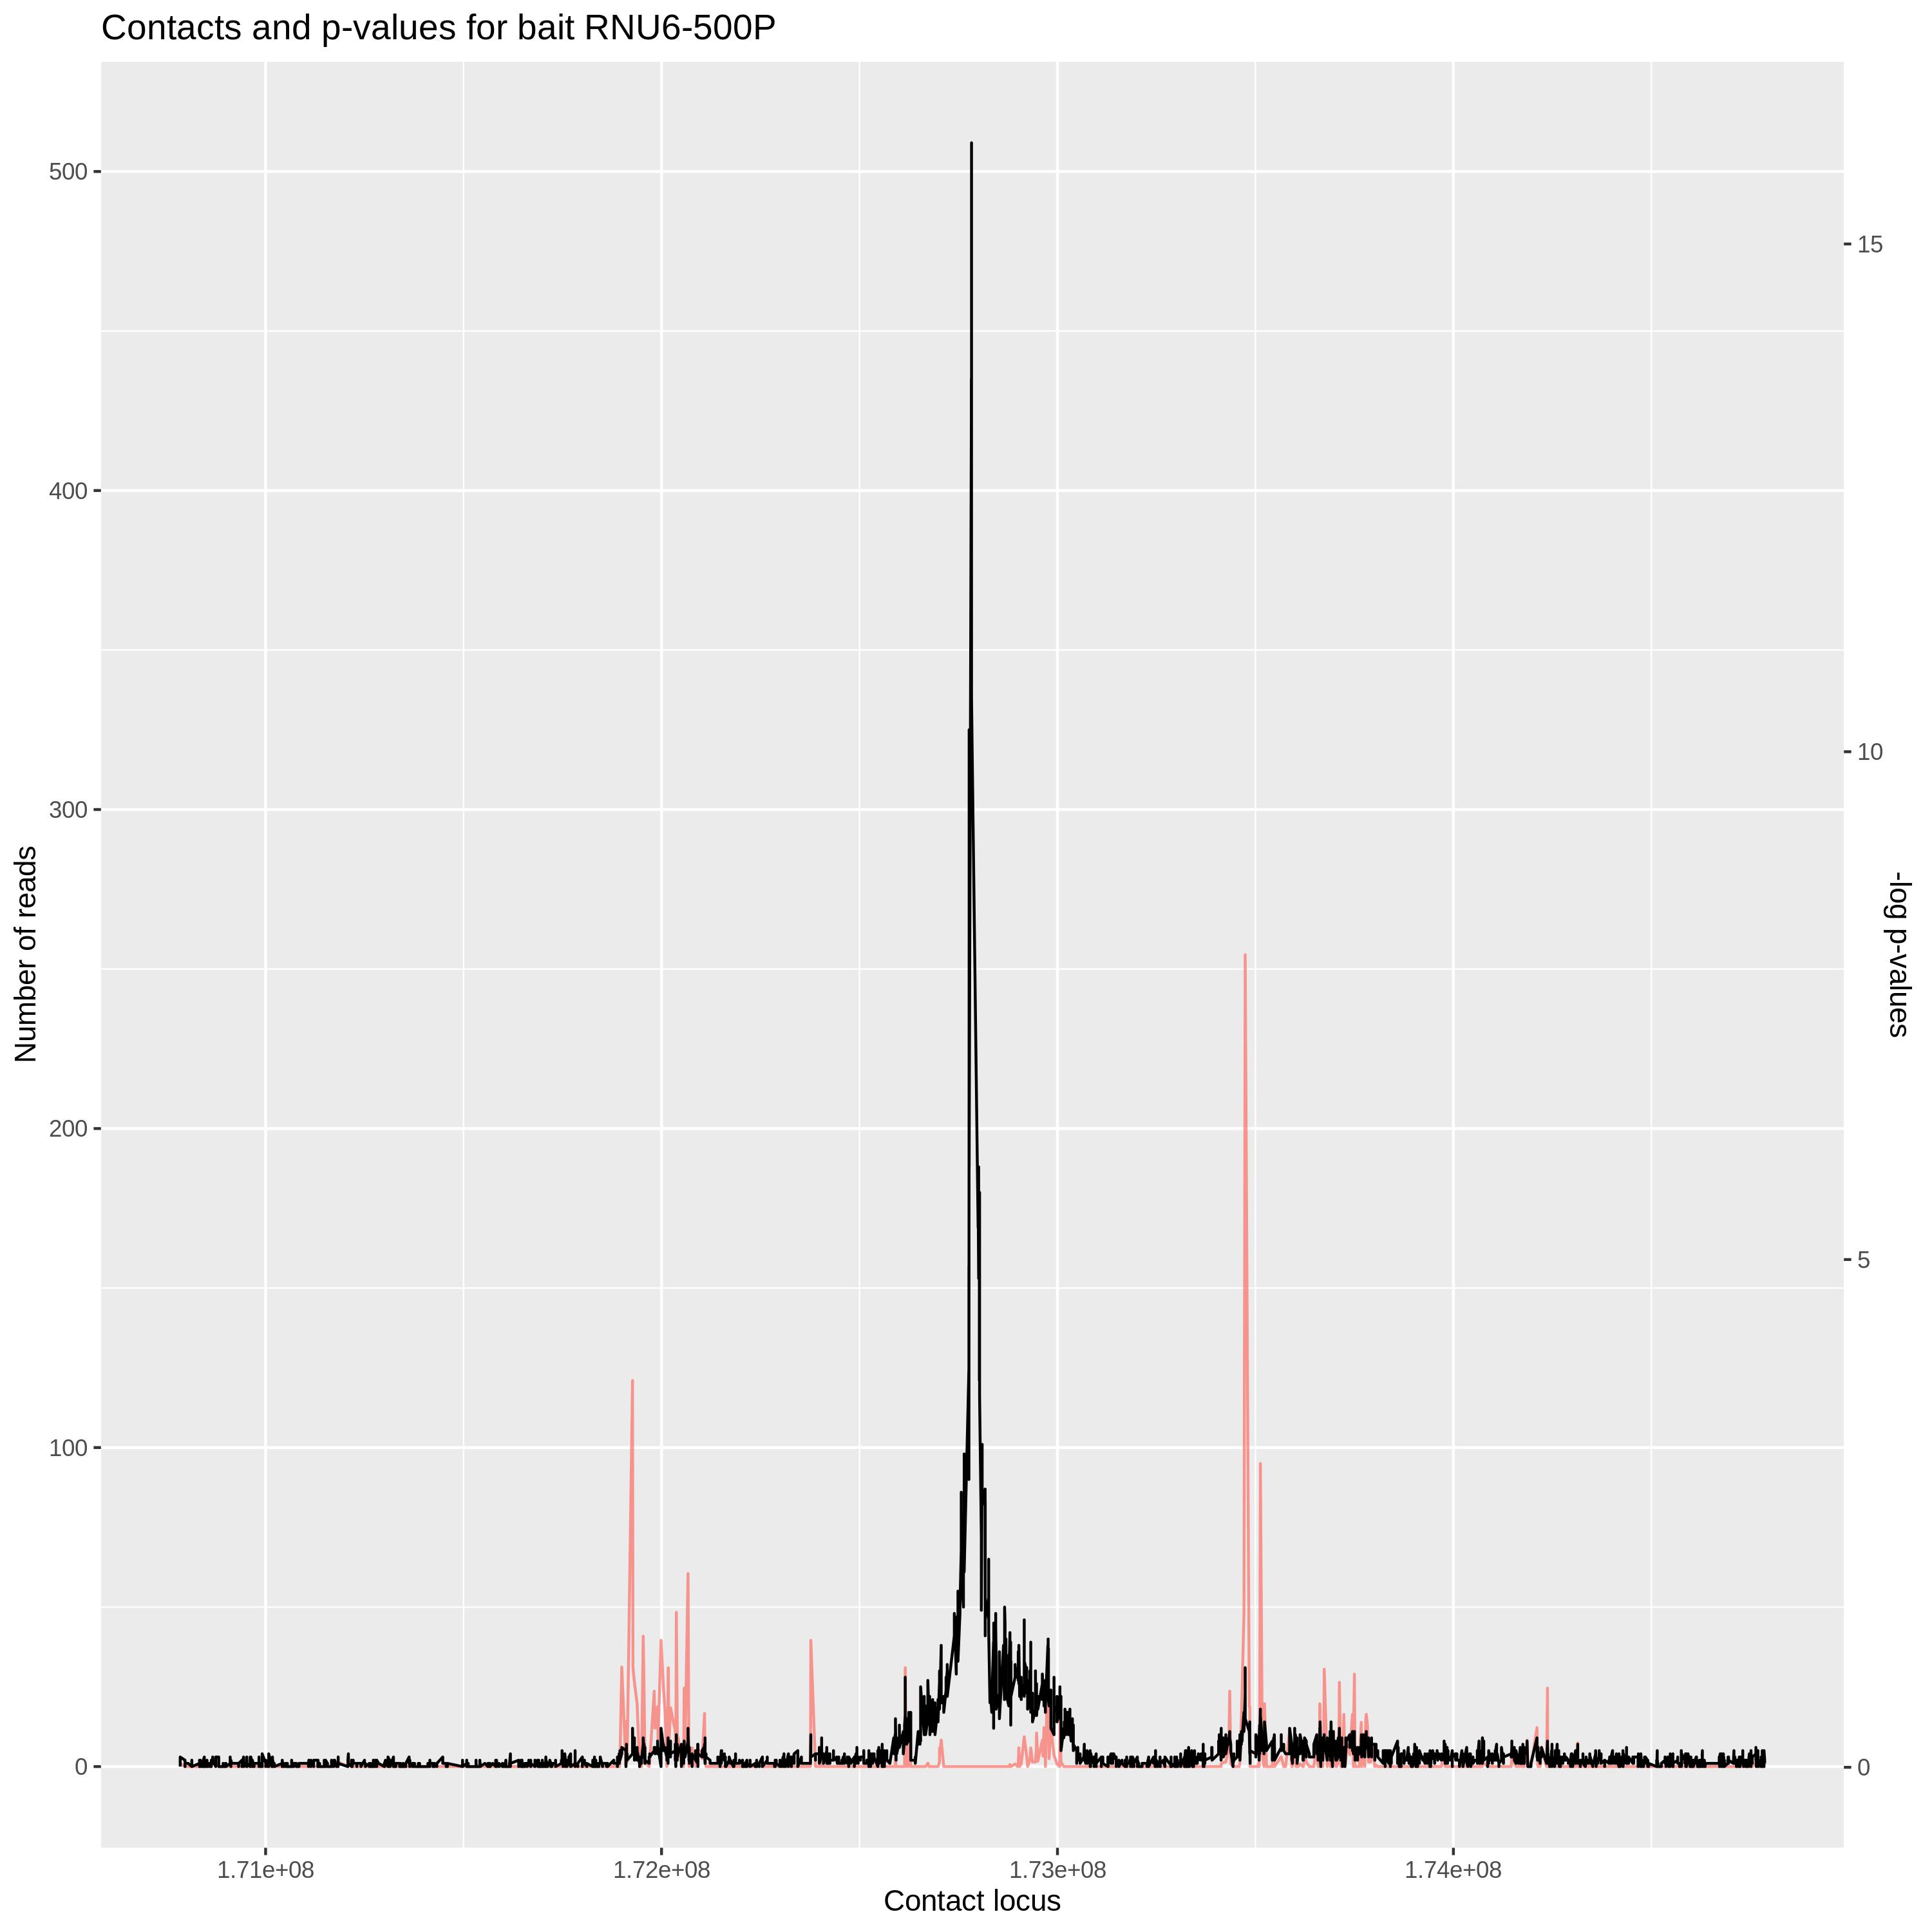 Contacts and p-values for bait RNU6-500P
500
400
300
200
100
0
Number of reads
15
10
5
0
-log p-values
1.71e+08
1.72e+08
1.73e+08
1.74e+08
Contact locus